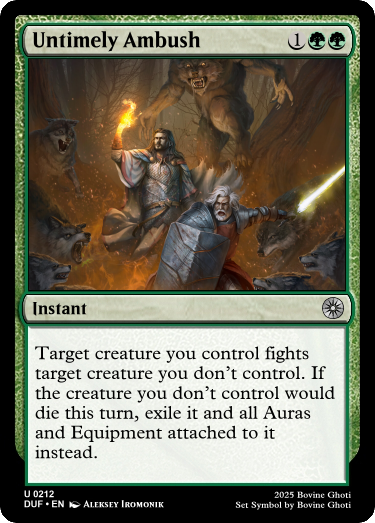 Untimely Ambush 1
Instant
Target creature you control fights
target creature you don't control. If
the creature you don't control would
die this turn, exile it and all Auras
and Equipment attached to it
instead.
U 0212
DUF • EN Aleksey Iromonik
2025 Bovine Ghoti
Set Symbol by Bovine Ghoti